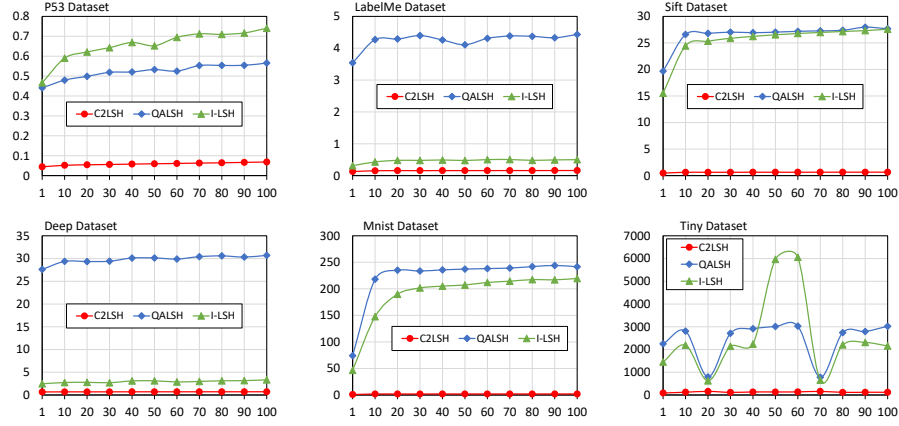 P53 Dataset
0.8
0.7
0.6
0.5
0.4
0.3
0.2
0.1
0
C2LSH QALSH I-LSH
1 10 20 30 40 50 60 70 80 90 100
LabelMe Dataset
5
4
3
2
1
0
C2LSH QALSH I-LSH
1 10 20 30 40 50 60 70 80 90 100
Sift Dataset
30
25
20
15
10
5
0
C2LSH QALSH I-LSH
1 10 20 30 40 50 60 70 80 90 100
Deep Dataset
35
30
25
20
15
10
5
0
C2LSH QALSH I-LSH
1 10 20 30 40 50 60 70 80 90 100
Mnist Dataset
300
250
200
150
100
50
0
C2LSH QALSH I-LSH
1 10 20 30 40 50 60 70 80 90 100
Tiny Dataset
7000
6000
5000
4000
3000
2000
1000
0
C2LSH
QALSH
I-LSH
1 10 20 30 40 50 60 70 80 90 100